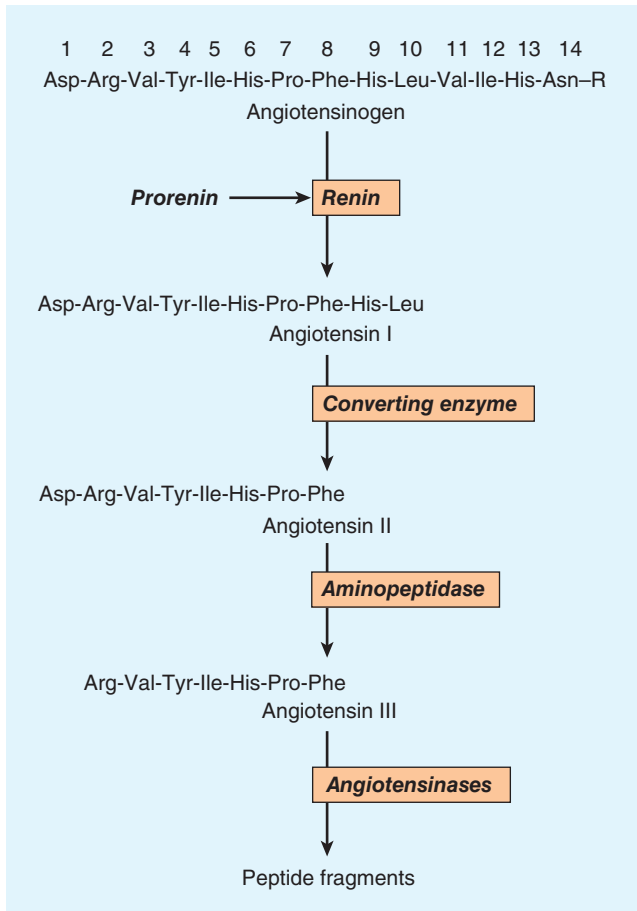 1 2 3 4 5 6 7 8 9 10 11 12 13 14
Asp-Arg-Val-Tyr-Ile-His-Pro-Phe-His-Leu-Val-Ile-His-Asn–R
Angiotensinogen
Prorenin
Renin
Asp-Arg-Val-Tyr-Ile-His-Pro-Phe-His-Leu
Angiotensin I
Converting enzyme
Asp-Arg-Val-Tyr-Ile-His-Pro-Phe
Angiotensin II
Aminopeptidase
Arg-Val-Tyr-Ile-His-Pro-Phe
Angiotensin III
Angiotensinases
Peptide fragments